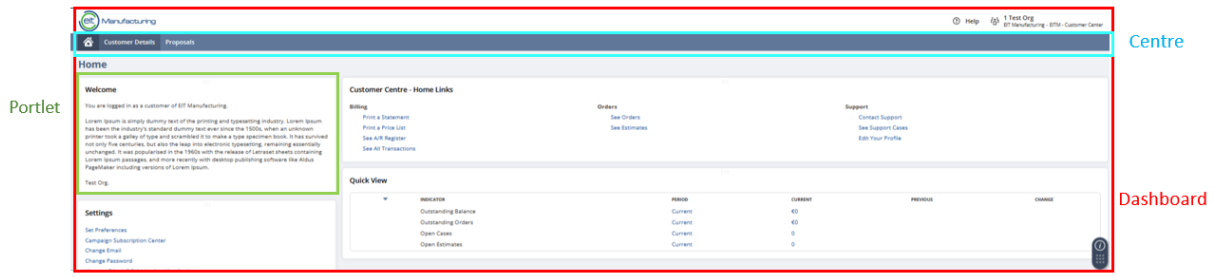 eit Manufacturing
Help
1 Test Org
EIT Manufacturing - EITM - Customer Center
Customer Details Proposals
Centre
Home
Portlet
Welcome
You are logged in as a customer of EIT Manufacturing.
Lorem Ipsum is simply dummy text of the printing and typesetting industry. Lorem Ipsum
has been the industry's standard dummy text ever since the 1500s, when an unknown
printer took a galley of type and scrambled it to make a type specimen book. It has survived
not only five centuries, but also the leap into electronic typesetting, remaining essentially
unchanged. It was popularised in the 1960s with the release of Letraset sheets containing
Lorem Ipsum passages, and more recently with desktop publishing software like Aldus
PageMaker including versions of Lorem Ipsum.
Test Org.
Settings
Set Preferences
Campaign Subscription Center
Change Email
Change Password
Customer Centre - Home Links
Billing Orders Support
Print a Statement See Orders Contact Support
Print a Price List See Estimates See Support Cases
See A/R Register Edit Your Profile
See All Transactions
Quick View
INDICATOR PERIOD CURRENT PREVIOUS CHANGE
Outstanding Balance Current €0
Outstanding Orders Current €0
Open Cases Current 0
Open Estimates Current 0
Dashboard